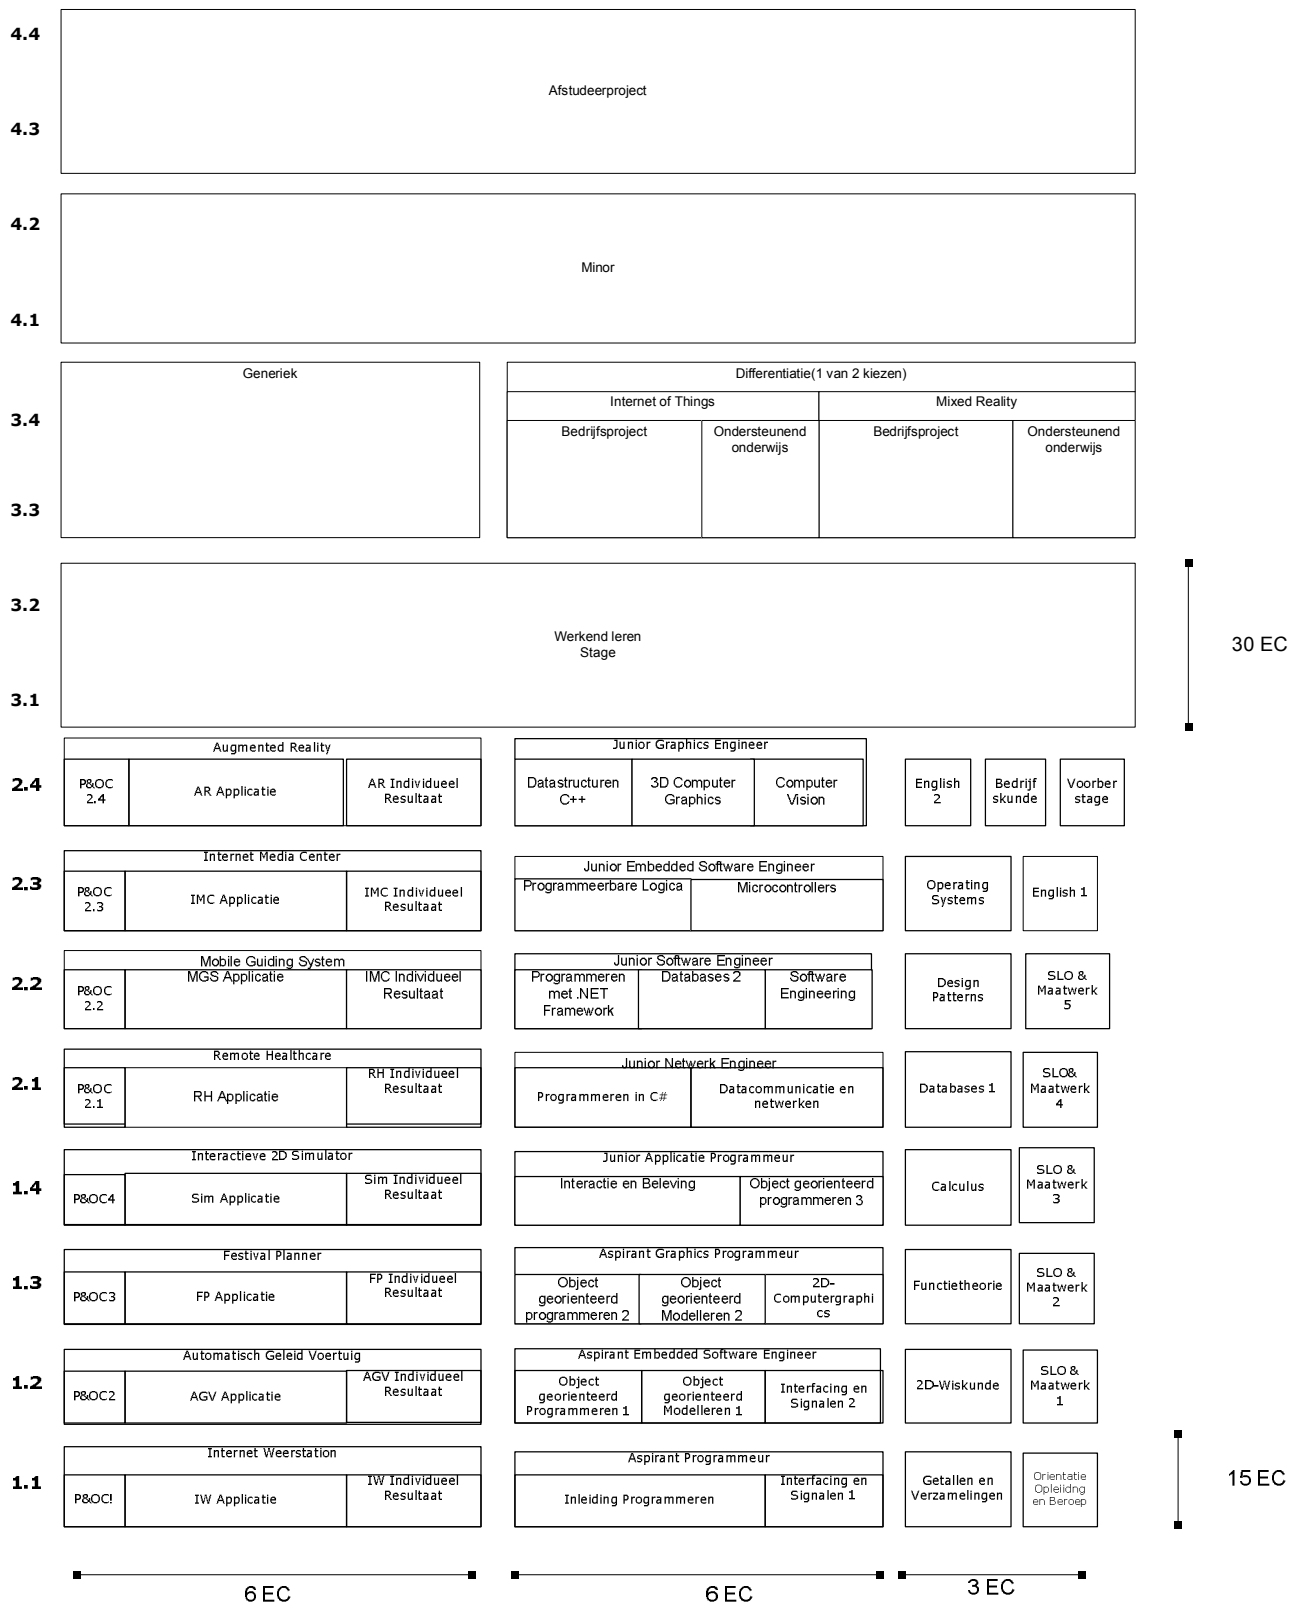 4.4
Afstudeerproject
4.3
4.2
Minor
4.1
Generiek
Differentiatie(1 van 2 kiezen)
Internet of Things
Mixed Reality
3.4
Bedrijfsproject
Ondersteunend
onderwijs
Bedrijfsproject
Ondersteunend
onderwijs
3.3
3.2
Werkend leren
Stage
30 EC
3.1
Augmented Reality
Junior Graphics Engineer
2.4
P&OC
2.4
AR Applicatie
AR Individueel
Resultaat
Datastructuren
C++
3D Computer
Graphics
Computer
Vision
English
2
Bedrijf
skunde
Voorber
stage
Internet Media Center
Junior Embedded Software Engineer
2.3
P&OC
2.3
IMC Applicatie
IMC Individueel
Resultaat
Programmeerbare Logica
Microcontrollers
Operating
Systems
English 1
Mobile Guiding System
Junior Software Engineer
2.2
P&OC
2.2
MGS Applicatie
IMC Individueel
Resultaat
Programmeren
met .NET
Framework
Databases 2
Software
Engineering
Design
Patterns
SLO &
Maatwerk
5
Remote Healthcare
Junior Netwerk Engineer
2.1
P&OC
2.1
RH Applicatie
RH Individueel
Resultaat
Programmeren in C#
Datacommunicatie en
netwerken
Databases 1
SLO&
Maatwerk
4
Interactieve 2D Simulator
Junior Applicatie Programmeur
1.4
P&OC4
Sim Applicatie
Sim Individueel
Resultaat
Interactie en Beleving
Object georienteerd
programmeren 3
Calculus
SLO &
Maatwerk
3
Festival Planner
Aspirant Graphics Programmeur
1.3
P&OC3
FP Applicatie
FP Individueel
Resultaat
Object
georienteerd
programmeren 2
Object
georienteerd
Modelleren 2
2D-
Computergraphi
cs
Functietheorie
SLO &
Maatwerk
2
Automatisch Geleid Voertuig
Aspirant Embedded Software Engineer
1.2
P&OC2
AGV Applicatie
AGV Individueel
Resultaat
Object
georienteerd
Programmeren 1
Object
georienteerd
Modelleren 1
Interfacing en
Signalen 2
2D-Wiskunde
SLO &
Maatwerk
1
Internet Weerstation
Aspirant Programmeur
1.1
P&OC!
IW Applicatie
IW Individueel
Resultaat
Inleiding Programmeren
Interfacing en
Signalen 1
Getallen en
Verzamelingen
Orientatie
Opleiidng
en Beroep
15 EC
6 EC
6 EC
3 EC